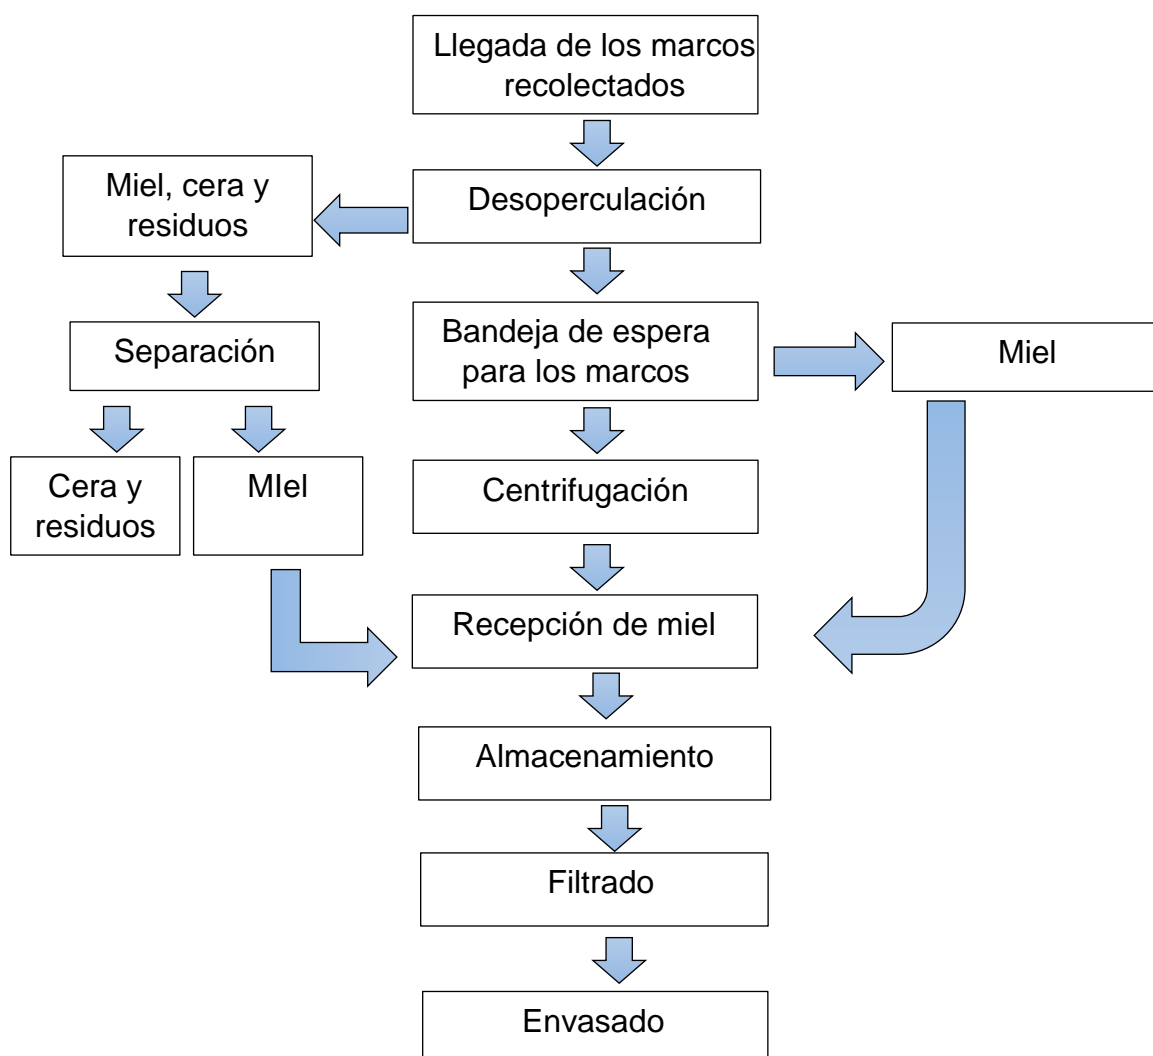 Llegada de los marcos
recolectados
Miel, cera y
residuos
Desoperculación
Separación
Bandeja de espera
para los marcos
Miel
Cera y
residuos
MIel
Centrifugación
Recepción de miel
Almacenamiento
Filtrado
Envasado